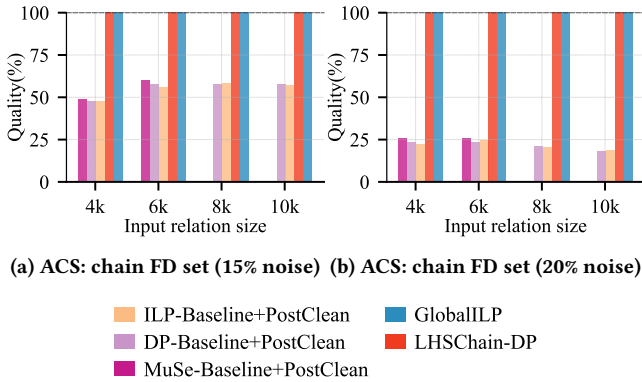 100
75
50
25
0
Quality(%)
4k 6k 8k 10k
Input relation size
100
75
50
25
0
Quality(%)
4k 6k 8k 10k
Input relation size
(a) ACS: chain FD set (15% noise) (b) ACS: chain FD set (20% noise)
ILP-Baseline+PostClean
DP-Baseline+PostClean
MuSe-Baseline+PostClean
GlobalILP
LHSChain-DP